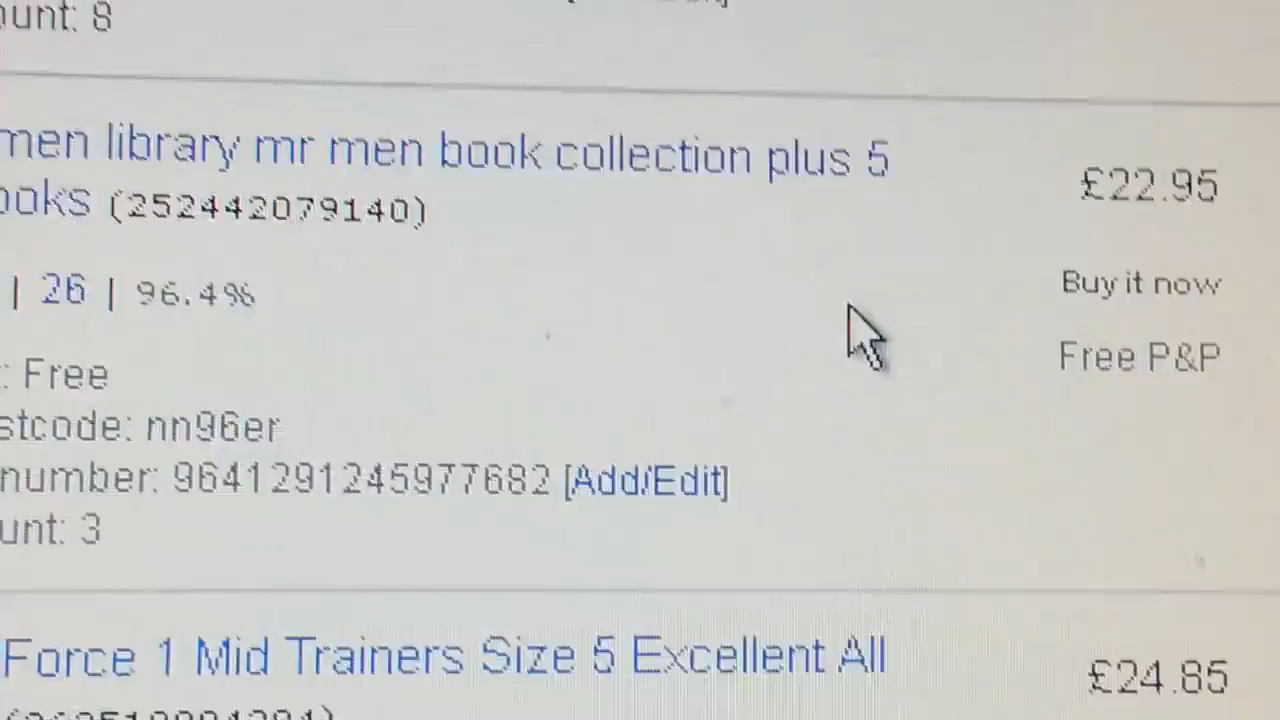 ount: 8
men library mr men book collection plus 5
ooks (252442079140)
£22.95
| 26 | 96.4%
Buy it now
: Free
Free P&P
stcode: nn96er
number: 9641291245977682 [Add/Edit]
unt: 3
Force 1 Mid Trainers Size 5 Excellent All
£24.85